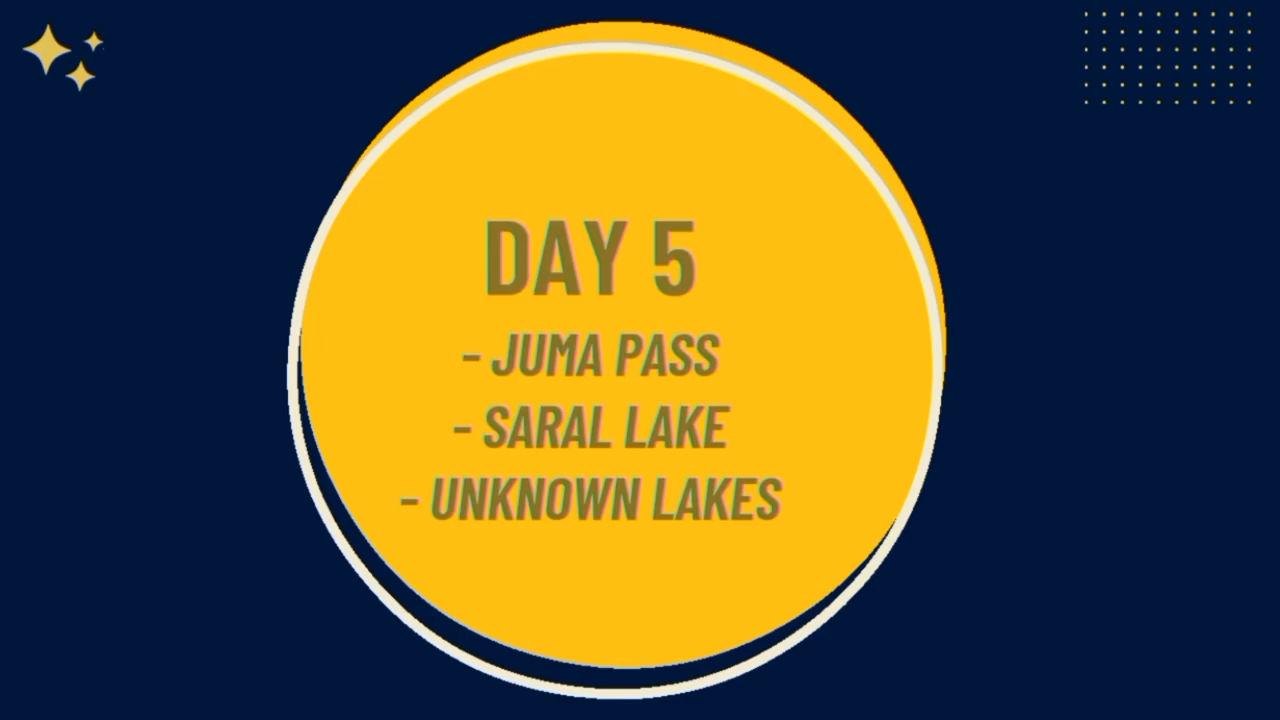 DAY 5
- JUMA PASS
- SARAL LAKE
- UNKNOWN LAKES